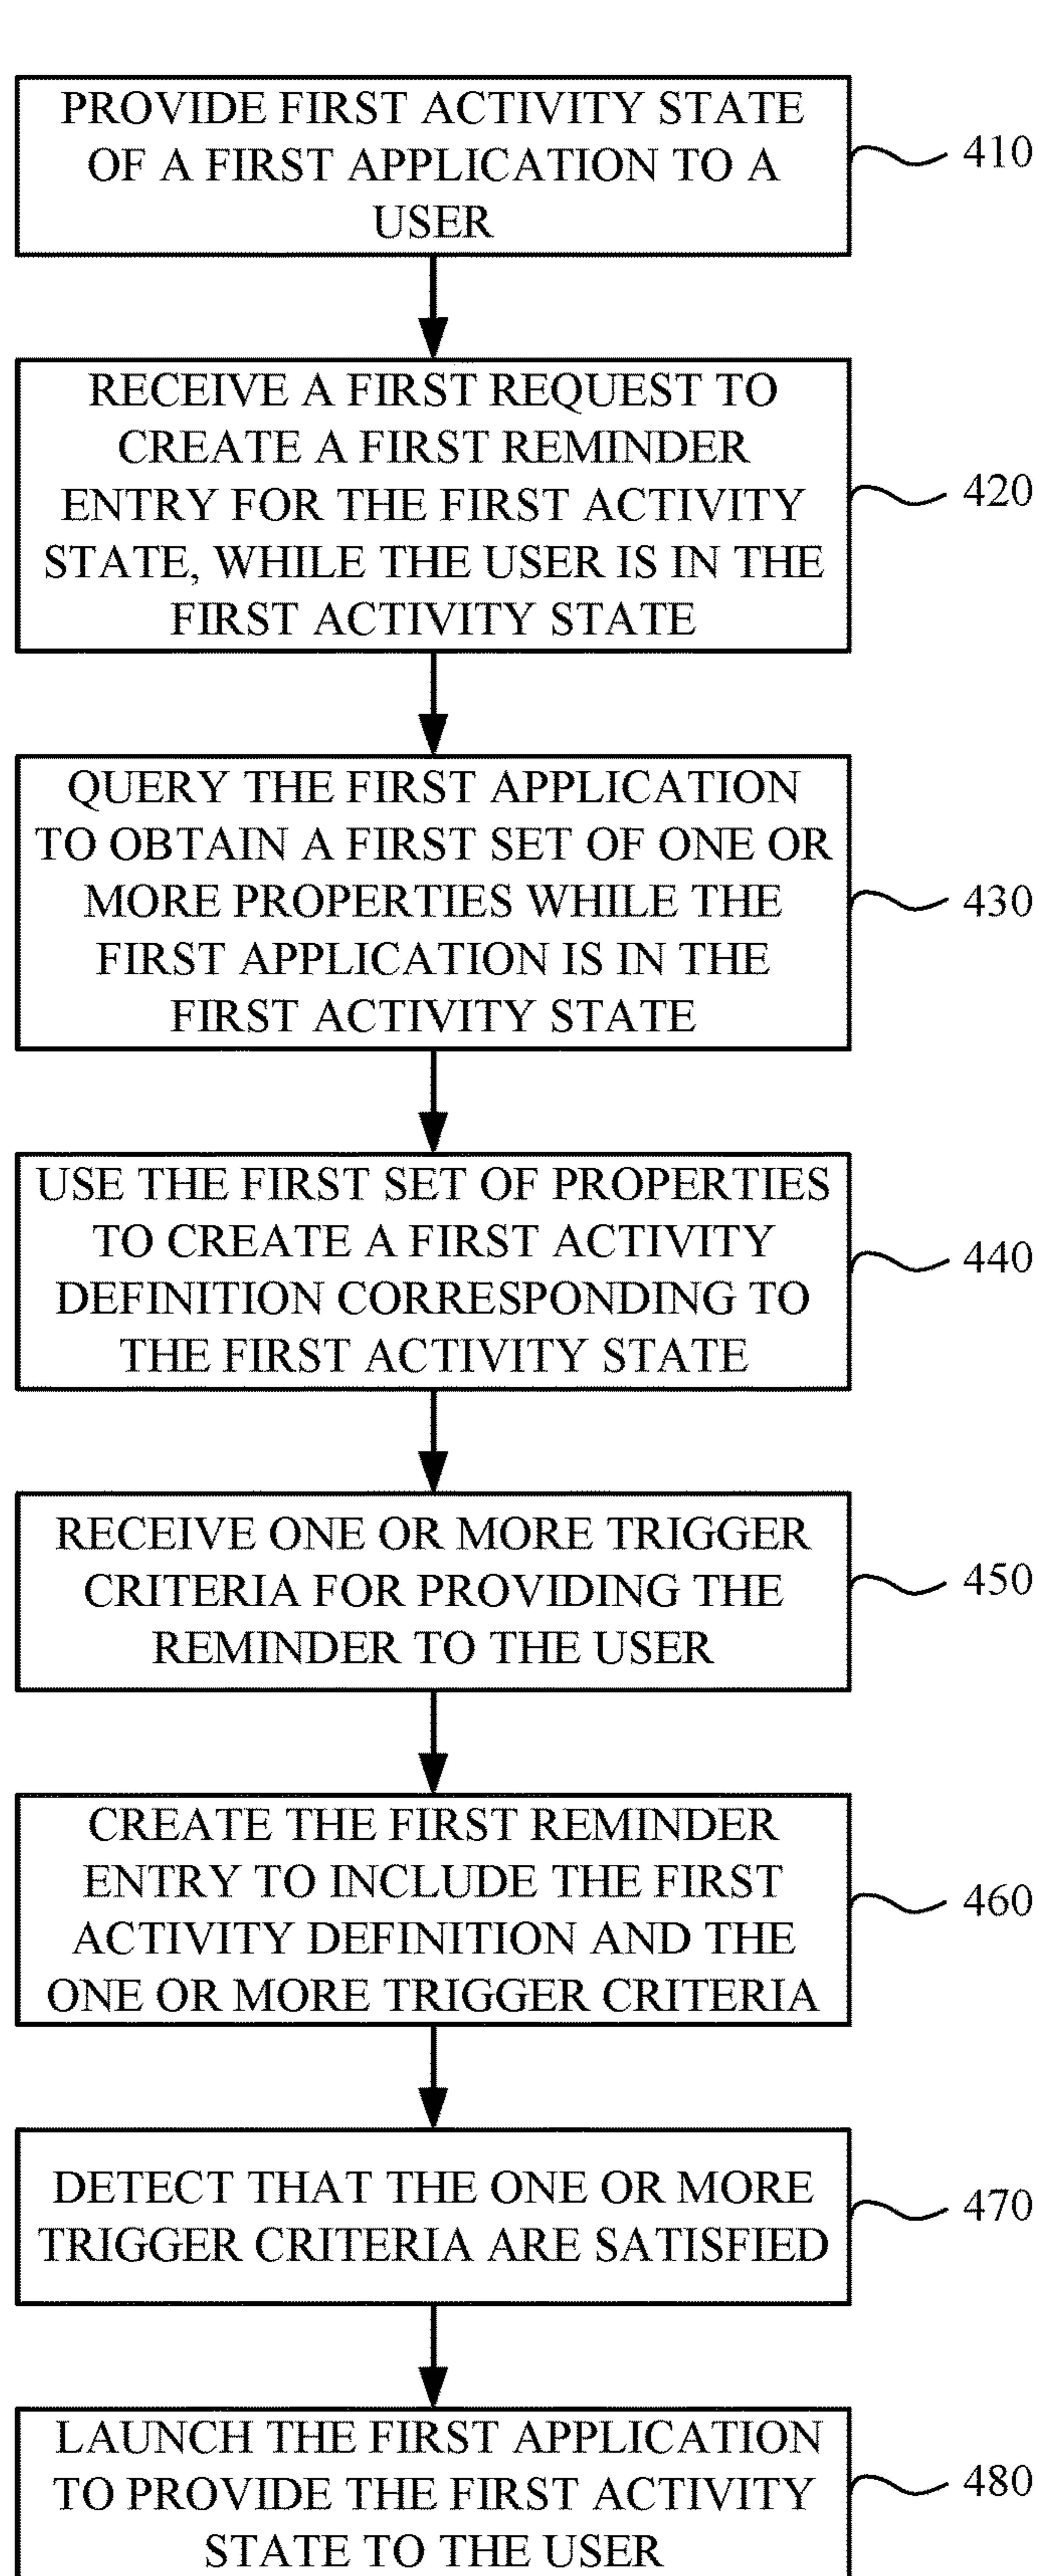 PROVIDE FIRST ACTIVITY STATE
OF A FIRST APPLICATION TO A
USER
410
RECEIVE A FIRST REQUEST TO
CREATE A FIRST REMINDER
ENTRY FOR THE FIRST ACTIVITY
STATE, WHILE THE USER IS IN THE
FIRST ACTIVITY STATE
420
QUERY THE FIRST APPLICATION
TO OBTAIN A FIRST SET OF ONE OR
MORE PROPERTIES WHILE THE
FIRST APPLICATION IS IN THE
FIRST ACTIVITY STATE
430
USE THE FIRST SET OF PROPERTIES
TO CREATE A FIRST ACTIVITY
DEFINITION CORRESPONDING TO
THE FIRST ACTIVITY STATE
440
RECEIVE ONE OR MORE TRIGGER
CRITERIA FOR PROVIDING THE
REMINDER TO THE USER
450
CREATE THE FIRST REMINDER
ENTRY TO INCLUDE THE FIRST
ACTIVITY DEFINITION AND THE
ONE OR MORE TRIGGER CRITERIA
460
DETECT THAT THE ONE OR MORE
TRIGGER CRITERIA ARE SATISFIED
470
LAUNCH THE FIRST APPLICATION
TO PROVIDE THE FIRST ACTIVITY
STATE TO THE USER
480